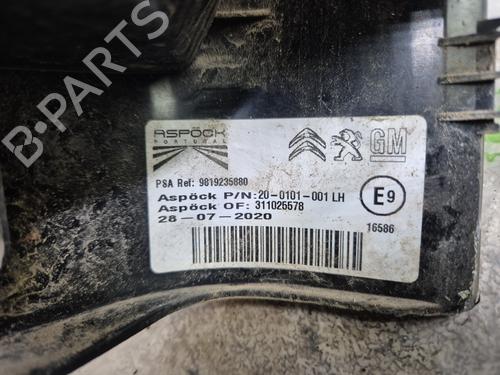 B-PARTS
ASPÖCK
PORTUGAL
GM
PSA Ref: 9819235880
Aspöck P/N:20-0101-001 LH
Aspöck OF: 311025578
28-07-2020
E9
16586